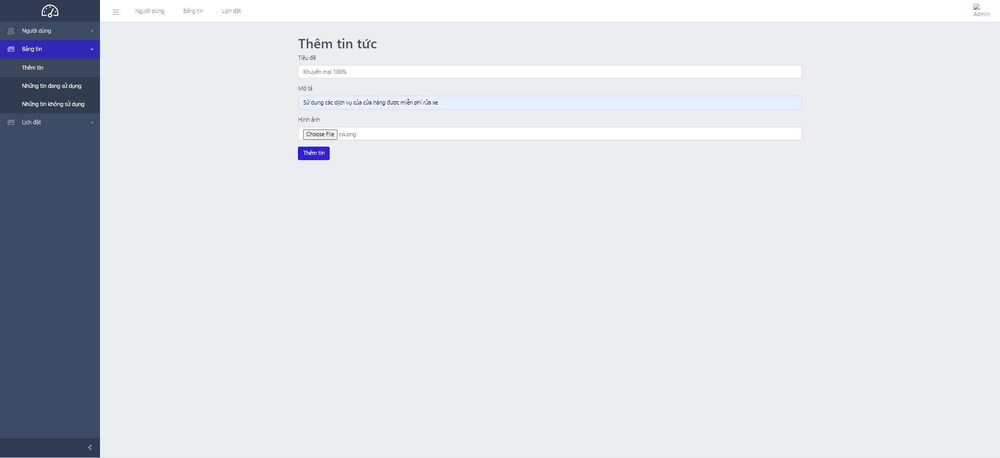 Người dùng
Bảng tin
Thêm tin
Những tin đang sử dụng
Những tin không sử dụng
Lịch đặt
Người dùng Bảng tin Lịch đặt
Admin
Thêm tin tức
Tiêu đề
Khuyến mại 100%
Mô tả
Sử dụng các dịch vụ của cửa hàng được miễn phí rửa xe
Hình ảnh
Choose File cw.png
Thêm tin